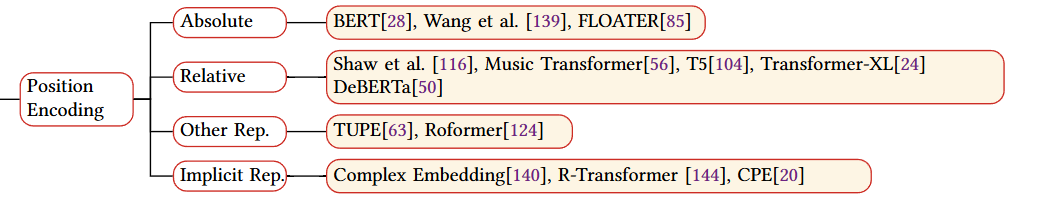 Position
Encoding
Absolute
BERT[28], Wang et al. [139], FLOATER[85]
Relative
Shaw et al. [116], Music Transformer[56], T5[104], Transformer-XL[24]
DeBERTa[50]
Other Rep.
TUPE[63], Roformer[124]
Implicit Rep.
Complex Embedding[140], R-Transformer [144], CPE[20]